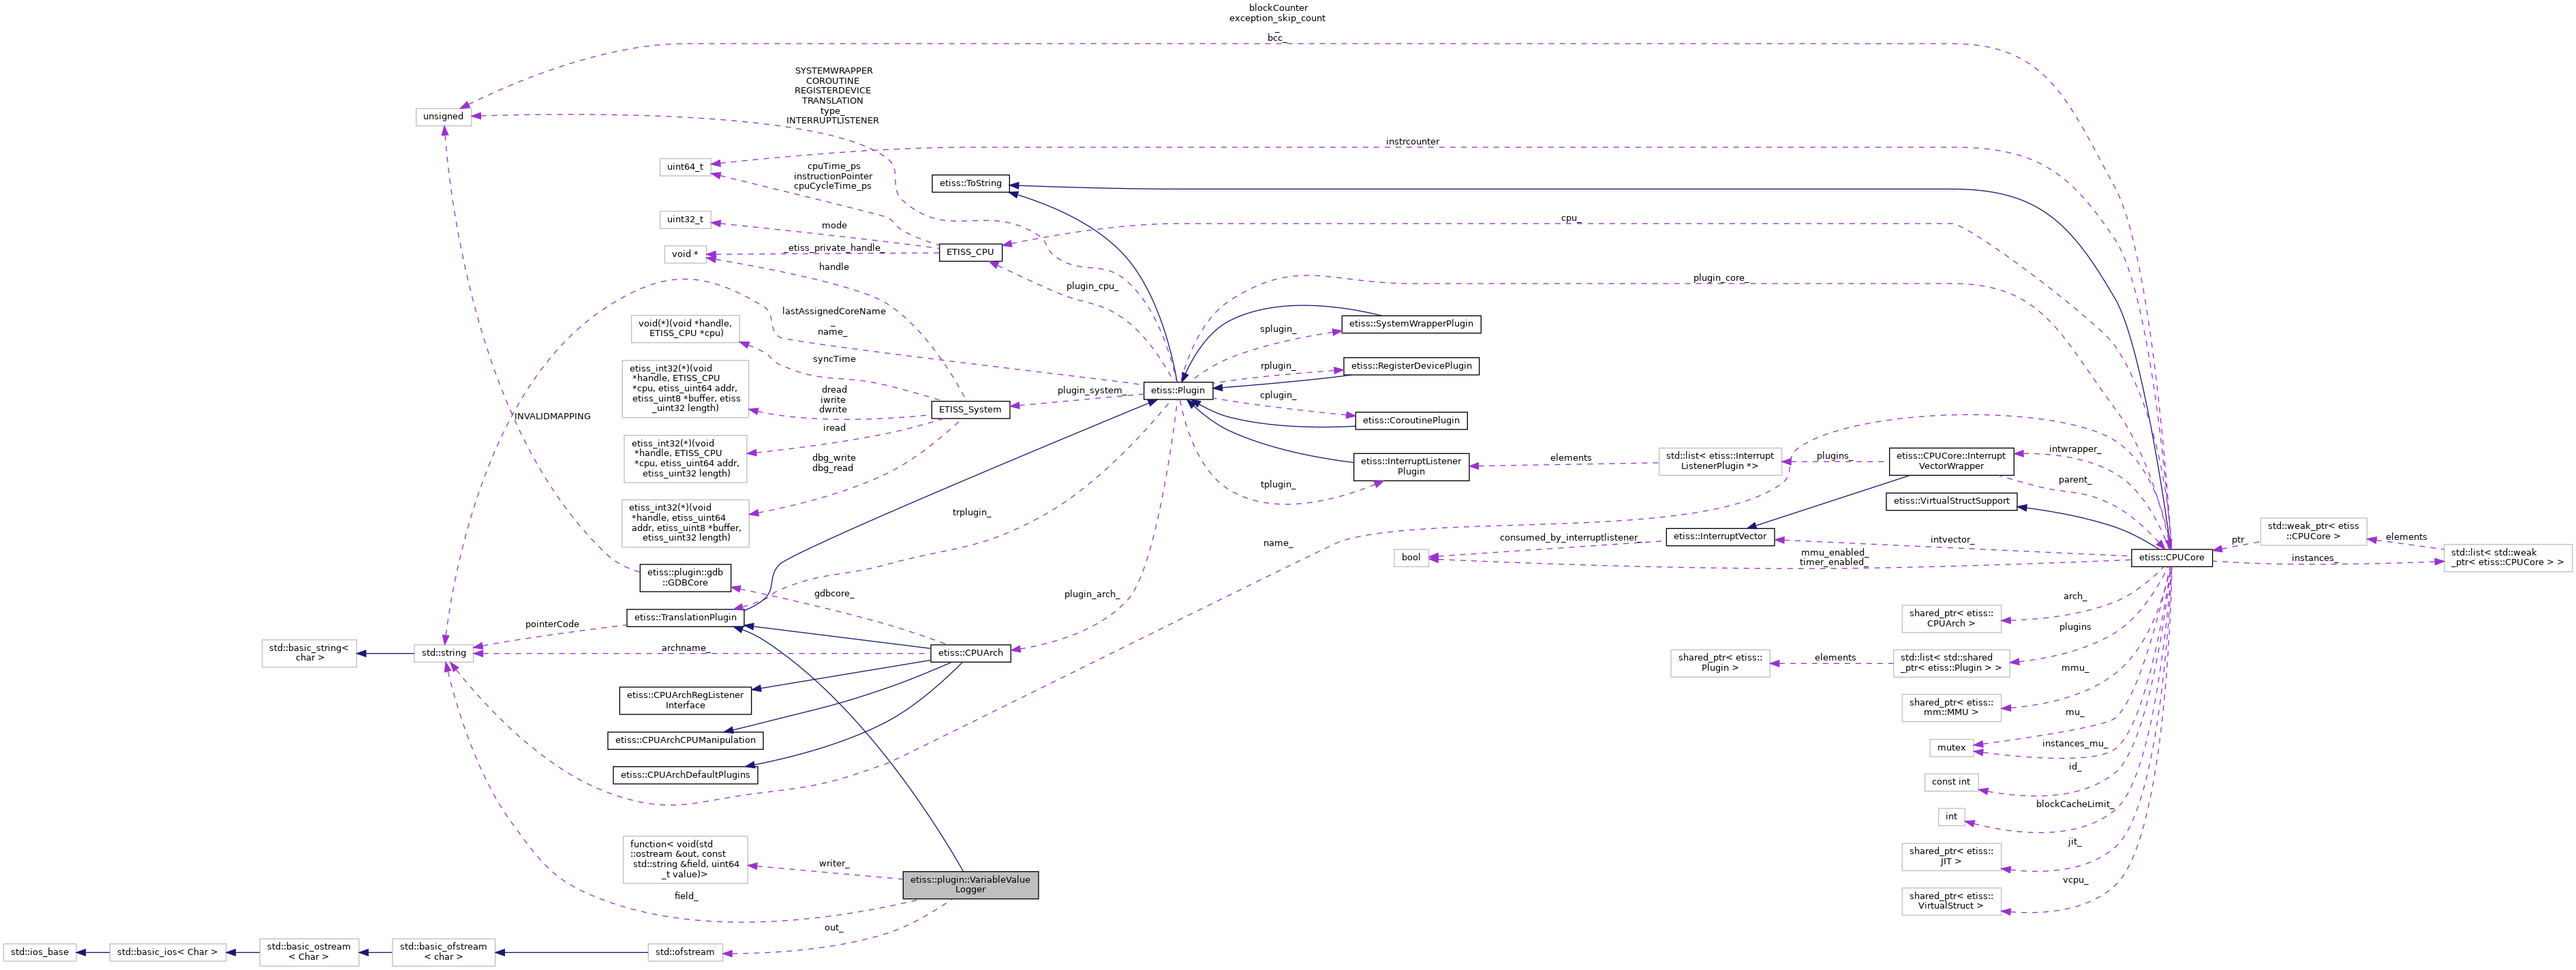 blockCounter
exception_skip_count
_
bcc_
SYSTEMWRAPPER
COROUTINE
REGISTERDEVICE
TRANSLATION
type_
INTERRUPTLISTENER
unsigned
instrcounter
uint64_t
cpuTime_ps
instructionPointer
cpuCycleTime_ps
etiss::ToString
uint32_t
mode
cpu_
void *
_etiss_private_handle_
ETISS_CPU
handle
plugin_cpu_
plugin_core_
lastAssignedCoreName
_
name_
void(*)(void *handle,
ETISS_CPU *cpu)
splugin_
etiss::SystemWrapperPlugin
syncTime
rplugin_
etiss::RegisterDevicePlugin
etiss_int32(*)(void
*handle, ETISS_CPU
*cpu, etiss_uint64 addr,
etiss_uint8 *buffer, etiss
_uint32 length)
dread
iwrite
dwrite
plugin_system_
etiss::Plugin
cplugin_
ETISS_System
INVALIDMAPPING
iread
etiss::CoroutinePlugin
etiss_int32(*)(void
*handle, ETISS_CPU
*cpu, etiss_uint64 addr,
etiss_uint32 length)
dbg_write
dbg_read
etiss::InterruptListener
Plugin
elements
std::list< etiss::Interrupt
ListenerPlugin *>
plugins_
etiss::CPUCore::Interrupt
VectorWrapper
intwrapper_
parent_
tplugin_
etiss_int32(*)(void
*handle, etiss_uint64
addr, etiss_uint8 *buffer,
etiss_uint32 length)
trplugin_
etiss::VirtualStructSupport
name_
consumed_by_interruptlistener_
etiss::InterruptVector
intvector_
bool
mmu_enabled_
timer_enabled_
etiss::CPUCore
ptr
std::weak_ptr< etiss
::CPUCore >
elements
instances_
std::list< std::weak
_ptr< etiss::CPUCore > >
etiss::plugin::gdb
::GDBCore
gdbcore_
plugin_arch_
arch_
shared_ptr< etiss::
CPUArch >
etiss::TranslationPlugin
pointerCode
plugins
std::basic_string<
char >
std::string
archname_
etiss::CPUArch
shared_ptr< etiss::
Plugin >
elements
std::list< std::shared
_ptr< etiss::Plugin > >
mmu_
etiss::CPUArchRegListener
Interface
shared_ptr< etiss::
mm::MMU >
mu_
etiss::CPUArchCPUManipulation
mutex
instances_mu_
etiss::CPUArchDefaultPlugins
id_
const int
blockCacheLimit_
int
jit_
function< void(std
::ostream &out, const
std::string &field, uint64
_t value)>
writer_
shared_ptr< etiss::
JIT >
etiss::plugin::VariableValue
Logger
vcpu_
field_
shared_ptr< etiss::
VirtualStruct >
out_
std::ios_base
std::basic_ios< Char >
std::basic_ostream
< Char >
std::basic_ofstream
< char >
std::ofstream